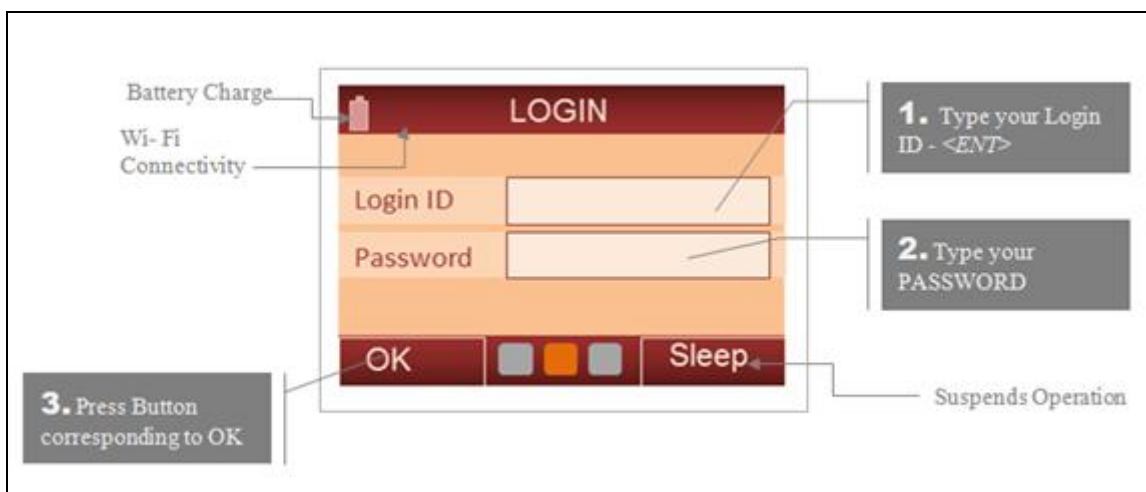 Battery Charge
Wi- Fi
Connectivity
LOGIN
Login ID
Password
OK
Sleep
1. Type your Login
ID - <ENT>
2. Type your
PASSWORD
3. Press Button
corresponding to OK
Suspends Operation